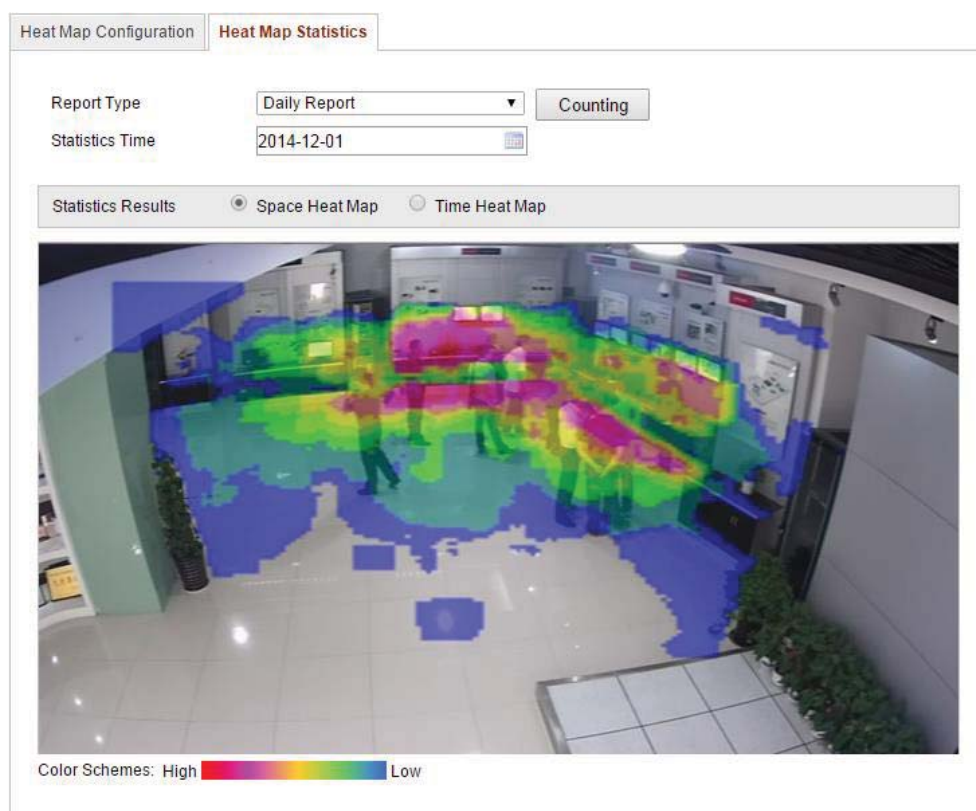 Heat Map Configuration Heat Map Statistics
Report Type Daily Report Counting
Statistics Time 2014-12-01
Statistics Results Space Heat Map Time Heat Map
Color Schemes: High Low